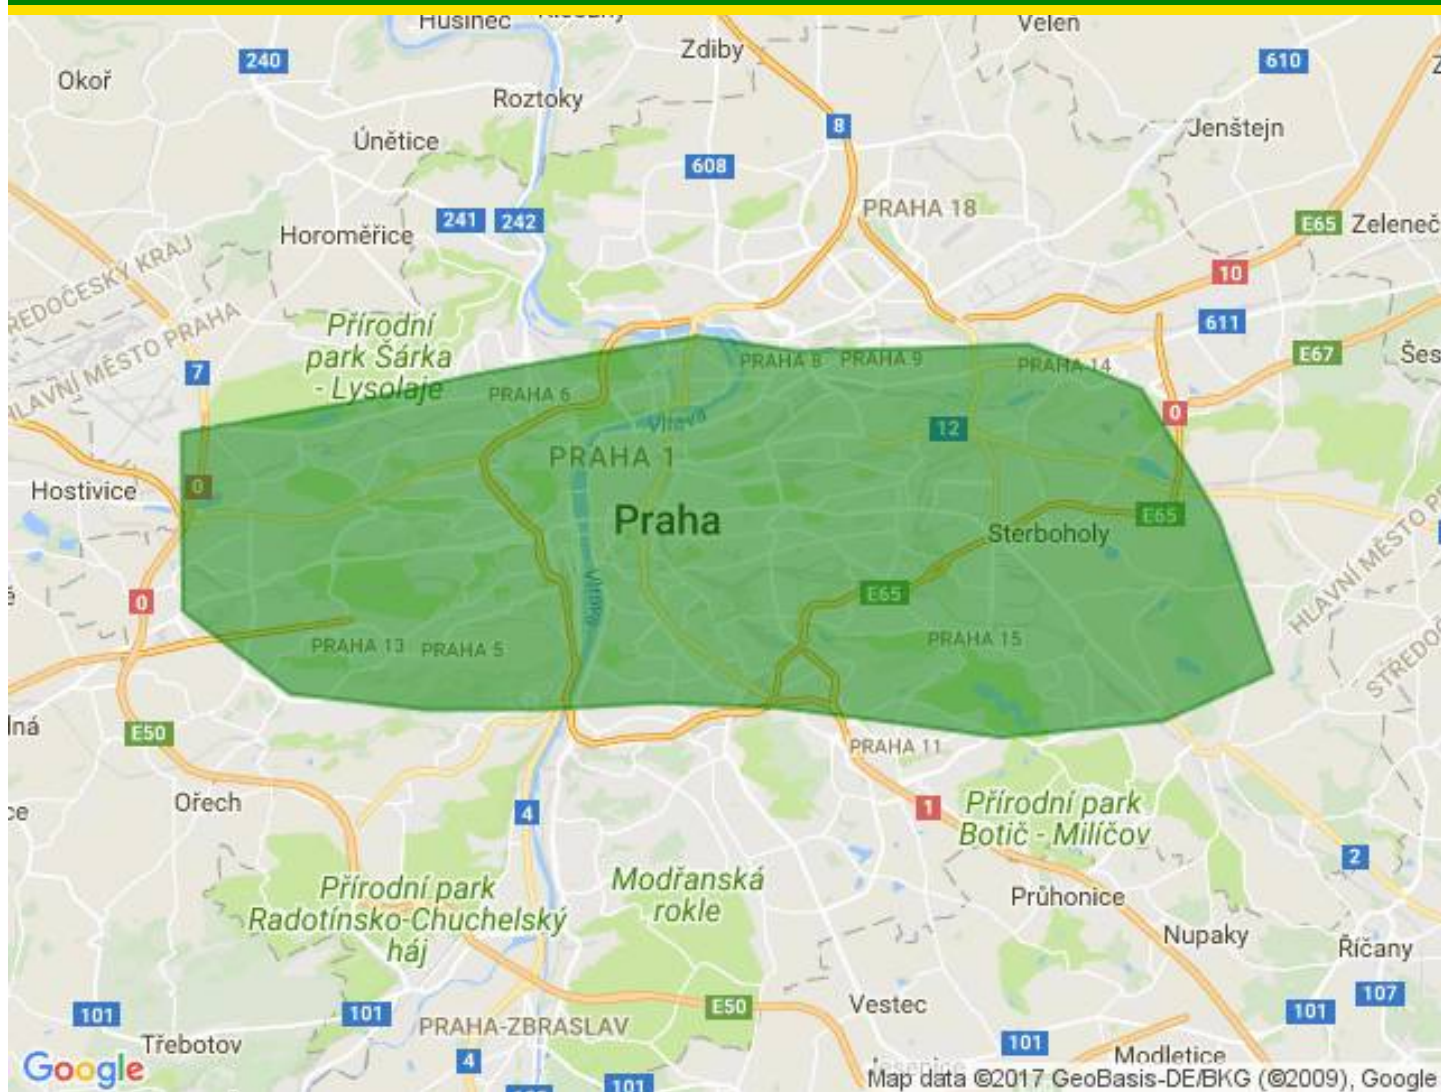 Husinec
Veleň
Zdiby
240
610
Okoř
Roztoky
8
Jenštejn
Únětice
608
PRAHA 18
241
242
E65
Zeleneč
Horoměřice
10
Přírodní
park Šárka
- Lysolaje
HLAVNÍ MĚSTO PRAHA
611
7
E67
PRAHA 8
PRAHA 9
PRAHA 14
PRAHA 6
0
Vltava
12
PRAHA 1
0
Hostivice
Praha
E65
Sterboholy
0
E65
Vltava
PRAHA 13
PRAHA 5
PRAHA 15
E50
PRAHA 11
Ořech
4
1
Přírodní park
Botič - Milíčov
2
Přírodní park
Radotínsko-Chuchelský
háj
Modřanská
rokle
Průhonice
Nupaky
Říčany
101
101
E50
Vestec
101
107
PRAHA-ZBRASLAV
Třebotov
4
101
Modletice
Google
101
Map data ©2017 GeoBasis-DE/BKG (©2009), Google